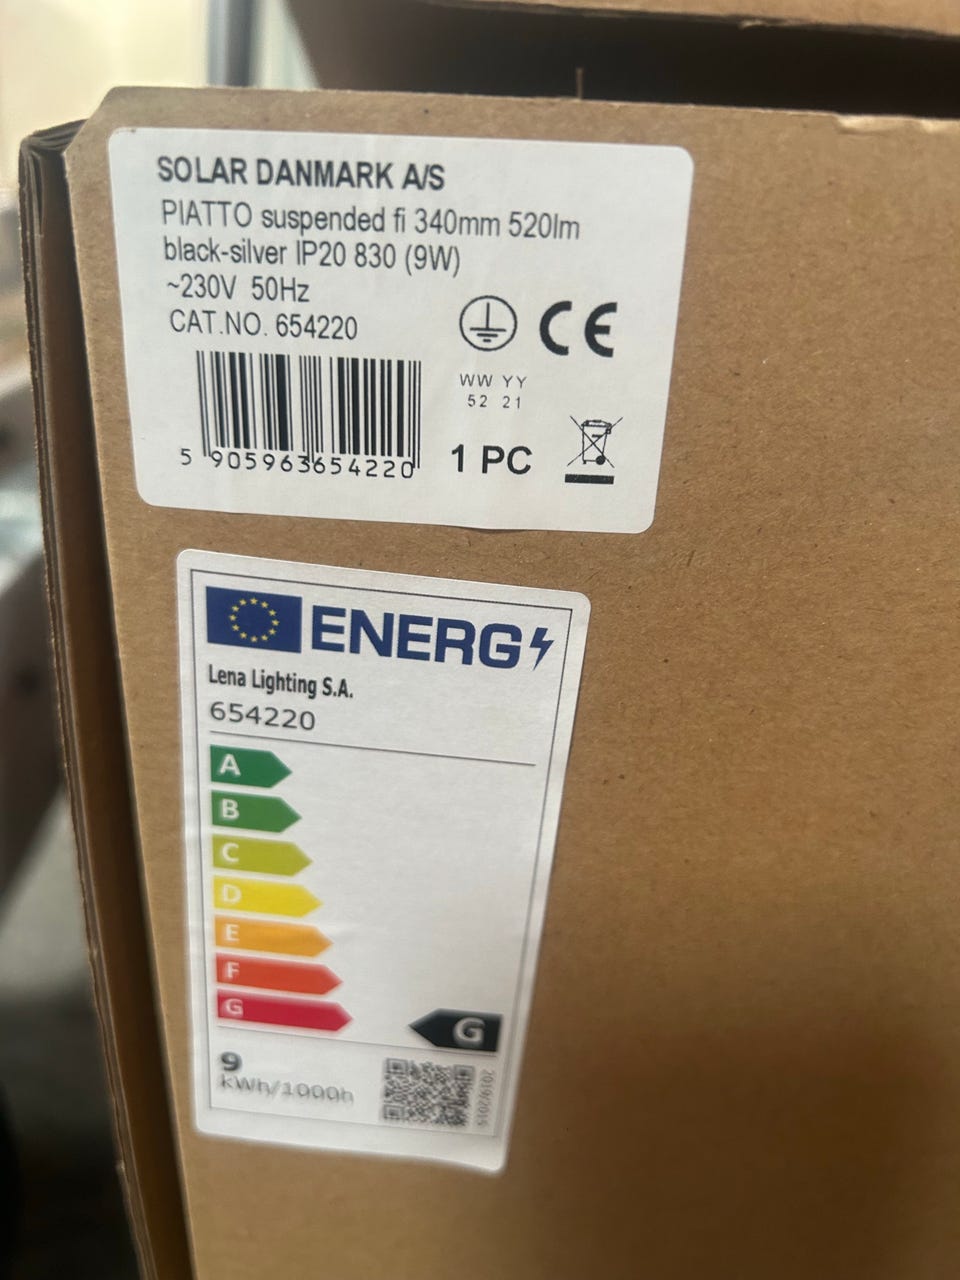 SOLAR DANMARK A/S
PIATTO suspended fi 340mm 520lm
black-silver IP20 830 (9W)
~230V 50Hz
CAT.NO. 654220
CE
WW YY
52 21
5 905963 654220
1 PC
ENERG
Lena Lighting S.A.
654220
A
B
C
D
E
F
G
G
9
kWh/1000h
2019/2015